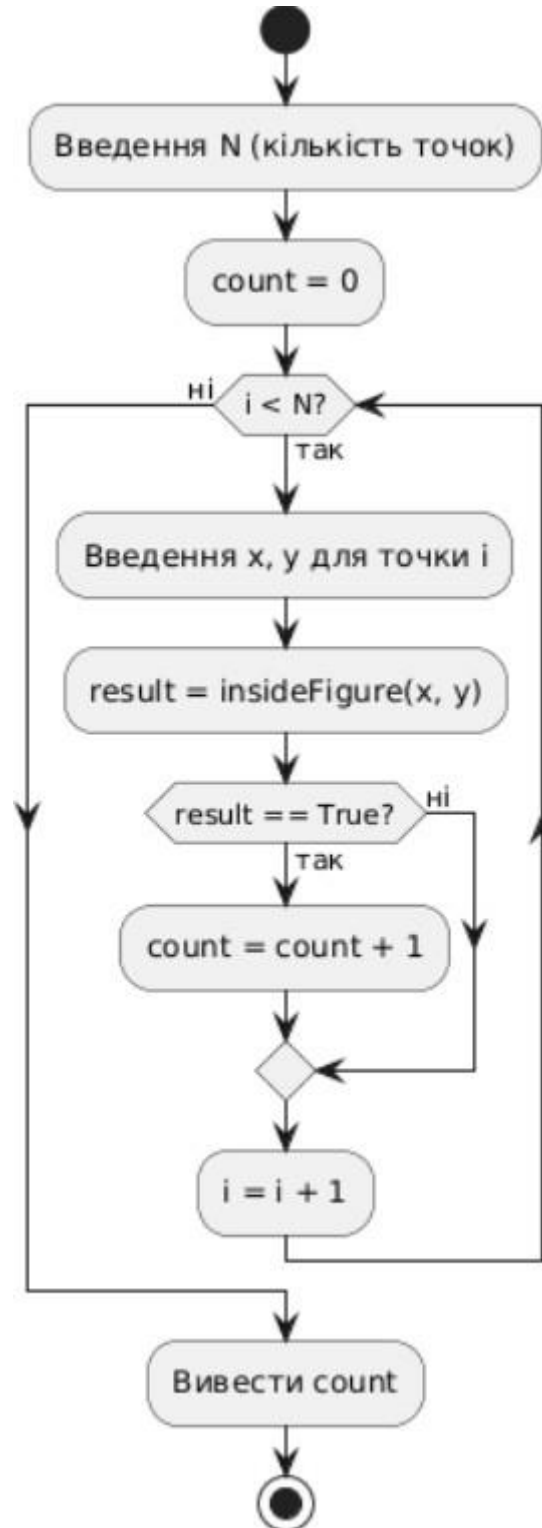 Введення N (кількість точок)
count = 0
ні
i < N?
так
Введення x, y для точки i
result = insideFigure(x, y)
result == True?
ні
так
count = count + 1
i = i + 1
Вивести count